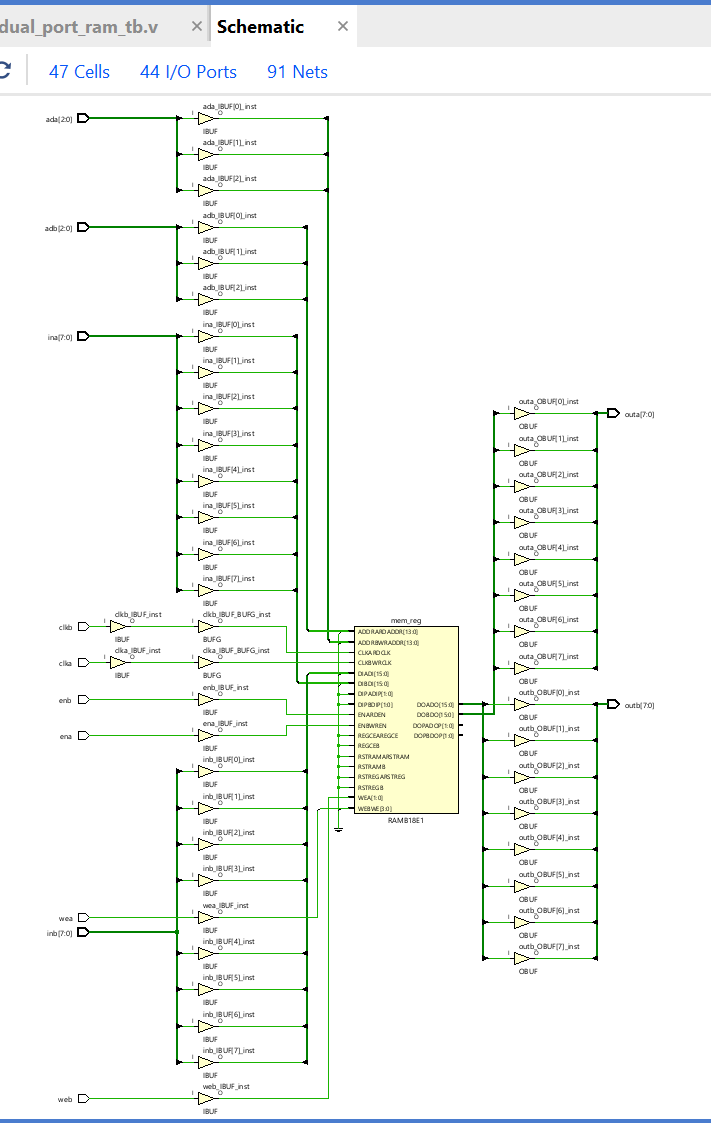 dual_port_ram_tb.v
Schematic
47 Cells 44 I/O Ports 91 Nets
ada[2:0]
I ada_IBUF[0]_inst O
IBUF
I ada_IBUF[1]_inst O
IBUF
I ada_IBUF[2]_inst O
IBUF
adb[2:0]
I adb_IBUF[0]_inst O
IBUF
I adb_IBUF[1]_inst O
IBUF
I adb_IBUF[2]_inst O
IBUF
ina[7:0]
I ina_IBUF[0]_inst O
IBUF
I ina_IBUF[1]_inst O
IBUF
I ina_IBUF[2]_inst O
IBUF
I ina_IBUF[3]_inst O
IBUF
I ina_IBUF[4]_inst O
IBUF
I ina_IBUF[5]_inst O
IBUF
I ina_IBUF[6]_inst O
IBUF
I ina_IBUF[7]_inst O
IBUF
clkb
I clkb_IBUF_inst O
IBUF
I clkb_IBUF_BUFG_inst O
BUFG
clka
I clka_IBUF_inst O
IBUF
I clka_IBUF_BUFG_inst O
BUFG
enb
I enb_IBUF_inst O
IBUF
ena
I ena_IBUF_inst O
IBUF
I inb_IBUF[0]_inst O
IBUF
I inb_IBUF[1]_inst O
IBUF
I inb_IBUF[2]_inst O
IBUF
I inb_IBUF[3]_inst O
IBUF
wea
I wea_IBUF_inst O
IBUF
inb[7:0]
I inb_IBUF[4]_inst O
IBUF
I inb_IBUF[5]_inst O
IBUF
I inb_IBUF[6]_inst O
IBUF
I inb_IBUF[7]_inst O
IBUF
web
I web_IBUF_inst O
IBUF
mem_reg
ADDRARDADDR[13:0]
ADDRBWRADDR[13:0]
CLKARDCLK
CLKBWRCLK
DIADI[15:0]
DIBDI[15:0]
DIPADIP[1:0]
DIPBDIP[1:0] DOADO[15:0]
ENARDEN DOBDO[15:0]
ENBWREN DOPADOP[1:0]
REGCEAREGCE DOPBDOP[1:0]
REGCEB
RSTRAMARSTRAM
RSTRAMB
RSTREGARSTREG
RSTREGB
WEA[1:0]
WEBWE[3:0]
RAMB18E1
I outa_OBUF[0]_inst O
OBUF
outa[7:0]
I outa_OBUF[1]_inst O
OBUF
I outa_OBUF[2]_inst O
OBUF
I outa_OBUF[3]_inst O
OBUF
I outa_OBUF[4]_inst O
OBUF
I outa_OBUF[5]_inst O
OBUF
I outa_OBUF[6]_inst O
OBUF
I outa_OBUF[7]_inst O
OBUF
I outb_OBUF[0]_inst O
OBUF
outb[7:0]
I outb_OBUF[1]_inst O
OBUF
I outb_OBUF[2]_inst O
OBUF
I outb_OBUF[3]_inst O
OBUF
I outb_OBUF[4]_inst O
OBUF
I outb_OBUF[5]_inst O
OBUF
I outb_OBUF[6]_inst O
OBUF
I outb_OBUF[7]_inst O
OBUF